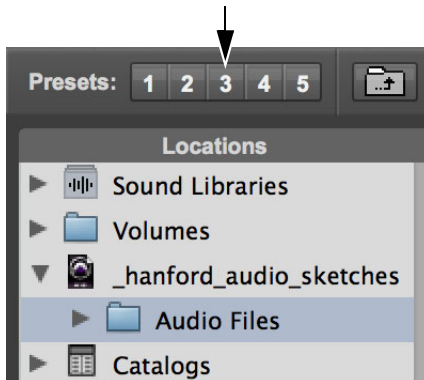 Presets: 1 2 3 4 5
Locations
Sound Libraries
Volumes
_hanford_audio_sketches
Audio Files
Catalogs